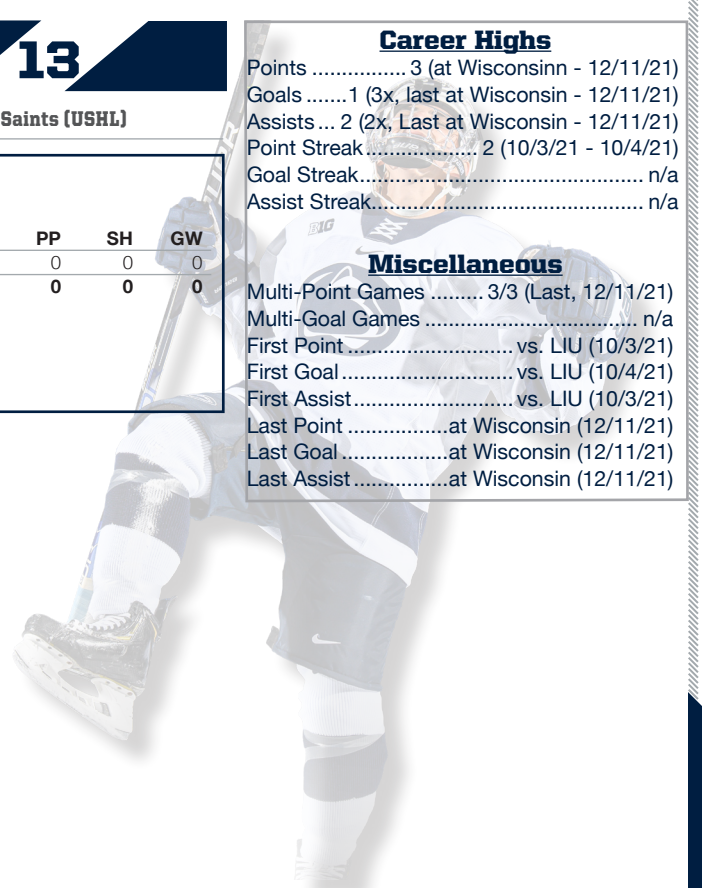 13
Saints (USHL)
PP SH GW
0 0 0
0 0 0
Career Highs
Points ................ 3 (at Wisconsinn - 12/11/21)
Goals .......1 (3x, last at Wisconsin - 12/11/21)
Assists ... 2 (2x, Last at Wisconsin - 12/11/21)
Point Streak................... 2 (10/3/21 - 10/4/21)
Goal Streak................................................ n/a
Assist Streak.............................................. n/a
B1G
Miscellaneous
Multi-Point Games ......... 3/3 (Last, 12/11/21)
Multi-Goal Games .................................... n/a
First Point ............................ vs. LIU (10/3/21)
First Goal ............................. vs. LIU (10/4/21)
First Assist ........................... vs. LIU (10/3/21)
Last Point .................at Wisconsin (12/11/21)
Last Goal ..................at Wisconsin (12/11/21)
Last Assist ................at Wisconsin (12/11/21)